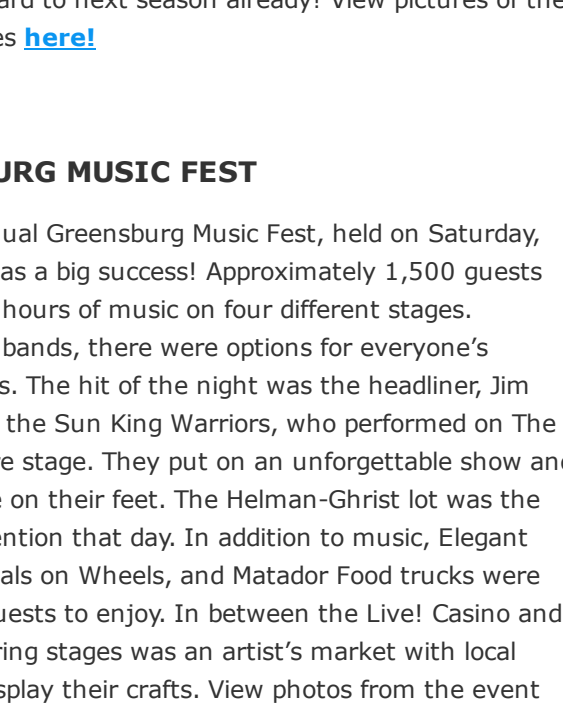 ard to next season already! View pictures of the
es here!
URG MUSIC FEST
ual Greensburg Music Fest, held on Saturday,
as a big success! Approximately 1,500 guests
hours of music on four different stages.
bands, there were options for everyone’s
s. The hit of the night was the headliner, Jim
the Sun King Warriors, who performed on The
re stage. They put on an unforgettable show and
e on their feet. The Helman-Ghrist lot was the
ention that day. In addition to music, Elegant
als on Wheels, and Matador Food trucks were
uests to enjoy. In between the Live! Casino and
ring stages was an artist’s market with local
splay their crafts. View photos from the event